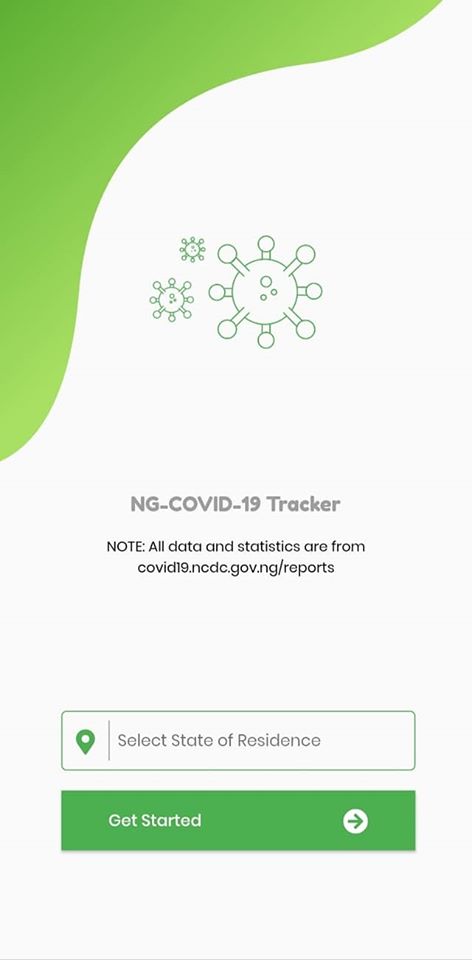 NG-COVID-19 Tracker
NOTE: All data and statistics are from
covid19.ncdc.gov.ng/reports
Select State of Residence
Get Started